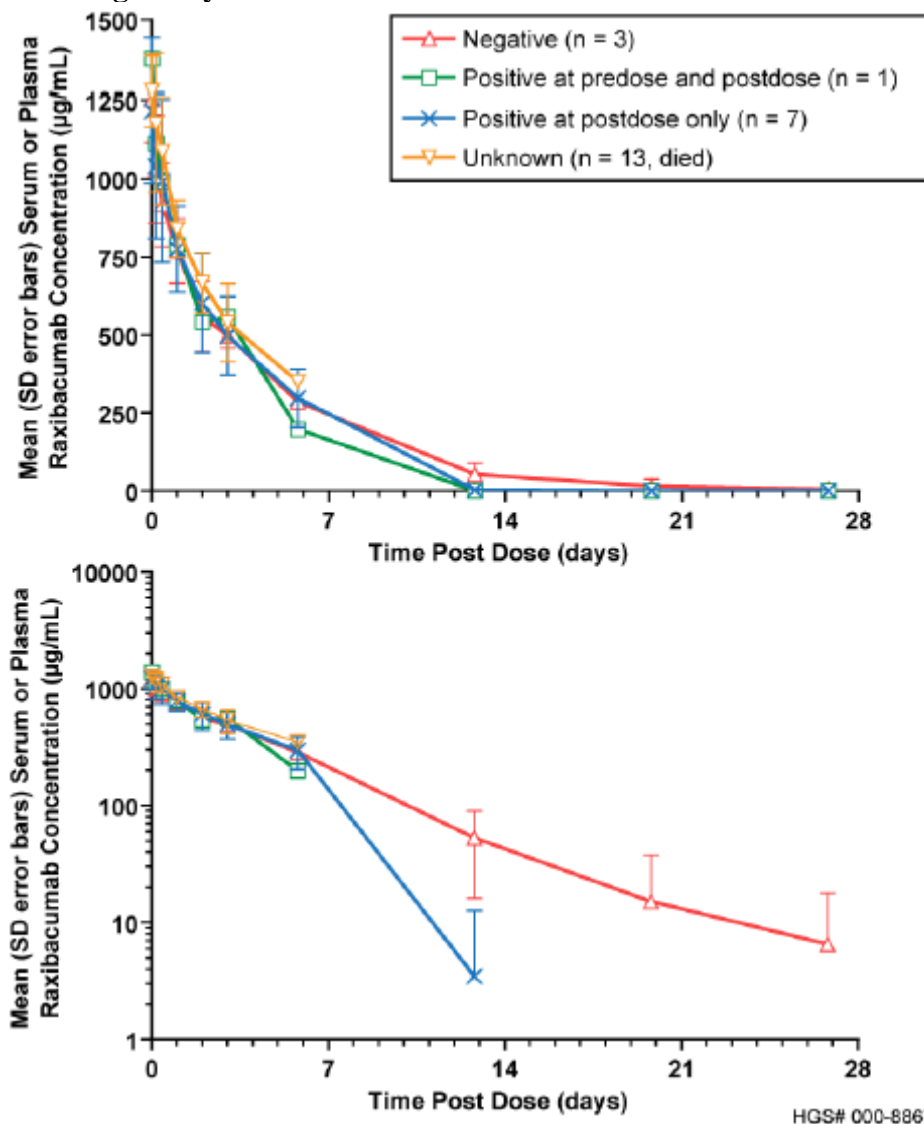 1500
1250
1000
750
500
250
0
Mean (SD error bars) Serum or Plasma
Raxibacumab Concentration (µg/mL)
Negative (n = 3)
Positive at predose and postdose (n = 1)
Positive at postdose only (n = 7)
Unknown (n = 13, died)
0 7 14 21 28
Time Post Dose (days)
10000
1000
100
10
1
Mean (SD error bars) Serum or Plasma
Raxibacumab Concentration (µg/mL)
0 7 14 21 28
Time Post Dose (days)
HGS# 000-886